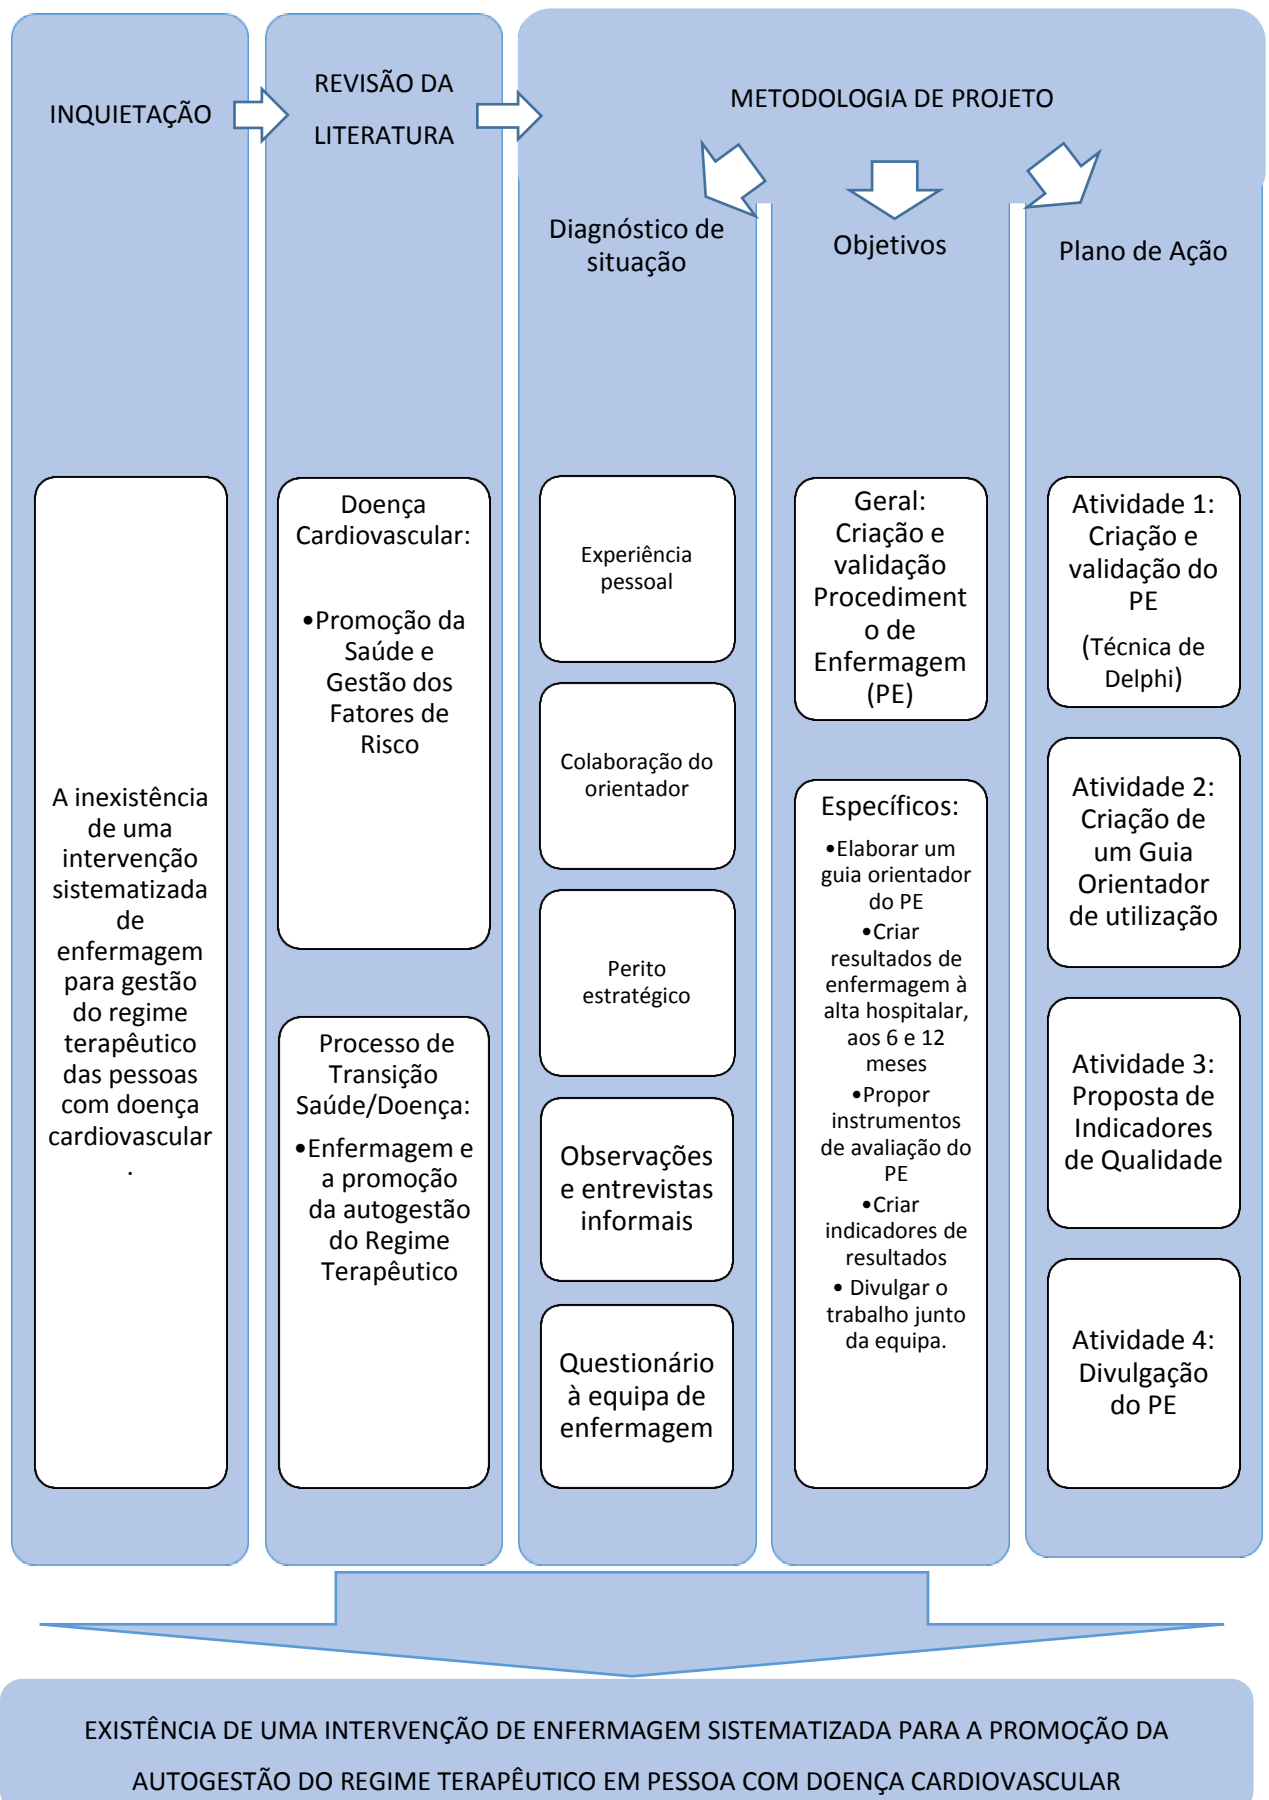 INQUIETAÇÃO
REVISÃO DA
LITERATURA
METODOLOGIA DE PROJETO
Diagnóstico de
situação
Objetivos
Plano de Ação
A inexistência
de uma
intervenção
sistematizada
de
enfermagem
para gestão
do regime
terapêutico
das pessoas
com doença
cardiovascular
.
Doença
Cardiovascular:
•Promoção da
Saúde e
Gestão dos
Fatores de
Risco
Processo de
Transição
Saúde/Doença:
•Enfermagem e
a promoção
da autogestão
do Regime
Terapêutico
Experiência
pessoal
Colaboração do
orientador
Perito
estratégico
Observações
e entrevistas
informais
Questionário
à equipa de
enfermagem
Geral:
Criação e
validação
Procediment
o de
Enfermagem
(PE)
Específicos:
•Elaborar um
guia orientador
do PE
•Criar
resultados de
enfermagem à
alta hospitalar,
aos 6 e 12
meses
•Propor
instrumentos
de avaliação do
PE
•Criar
indicadores de
resultados
• Divulgar o
trabalho junto
da equipa.
Atividade 1:
Criação e
validação do
PE
(Técnica de
Delphi)
Atividade 2:
Criação de
um Guia
Orientador
de utilização
Atividade 3:
Proposta de
Indicadores
de Qualidade
Atividade 4:
Divulgação
do PE
EXISTÊNCIA DE UMA INTERVENÇÃO DE ENFERMAGEM SISTEMATIZADA PARA A PROMOÇÃO DA
AUTOGESTÃO DO REGIME TERAPÊUTICO EM PESSOA COM DOENÇA CARDIOVASCULAR